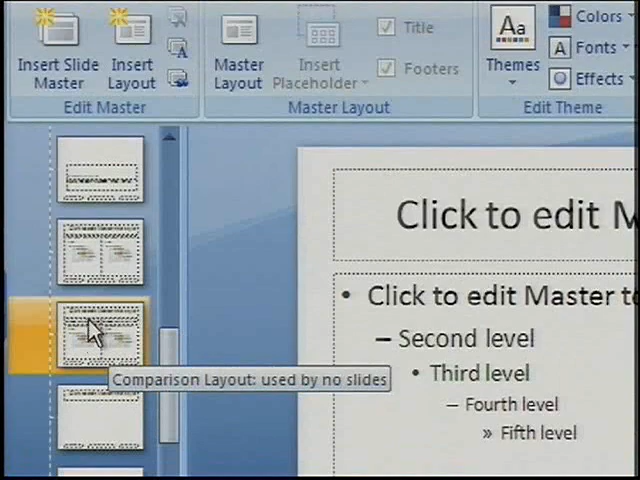 Insert Slide Master
Insert Layout
Edit Master
Master Layout
Insert Placeholder
Title
Footers
Master Layout
Aa
Themes
Colors
A Fonts
Effects
Edit Theme
Click to edit M
• Click to edit Master to
– Second level
• Third level
– Fourth level
» Fifth level
Comparison Layout: used by no slides